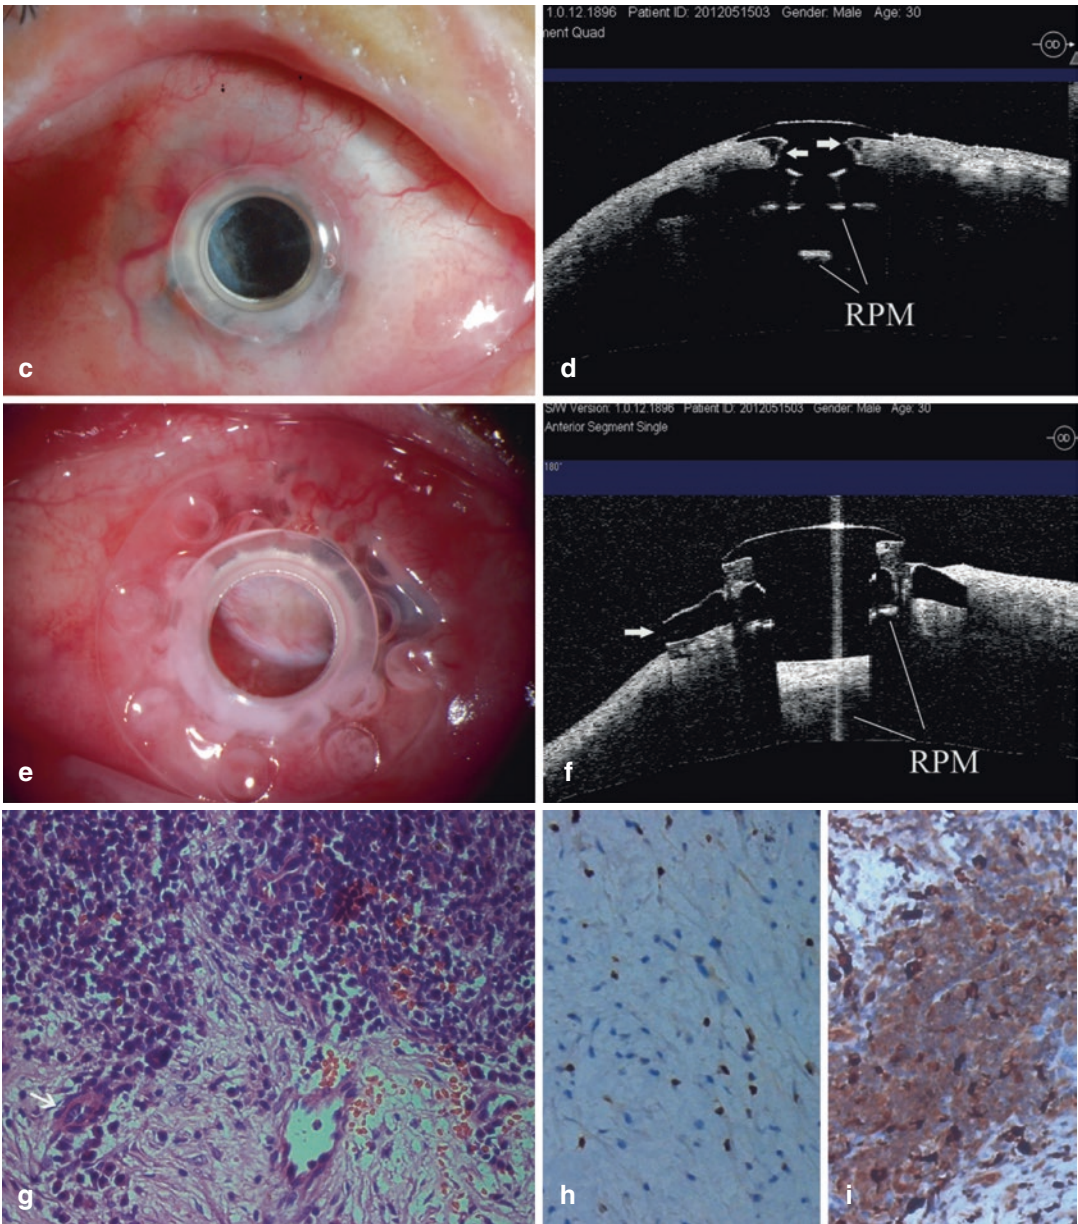 1.0.12.1896 Patient ID: 2012051503 Gender: Male Age: 30
ment Quad
OD
RPM
c
d
S/W Version: 1.0.12.1896 Patient ID: 2012051503 Gender: Male Age: 30
Anterior Segment Single
OD
180°
RPM
e
f
g
h
i